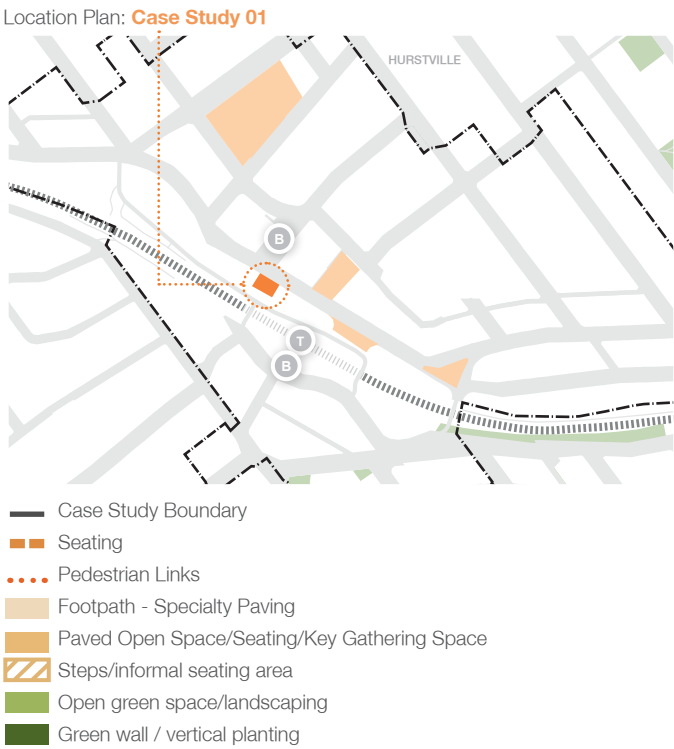 Location Plan: Case Study 01
HURSTVILLE
B
T
B
Case Study Boundary
Seating
Pedestrian Links
Footpath - Specialty Paving
Paved Open Space/Seating/Key Gathering Space
Steps/informal seating area
Open green space/landscaping
Green wall / vertical planting